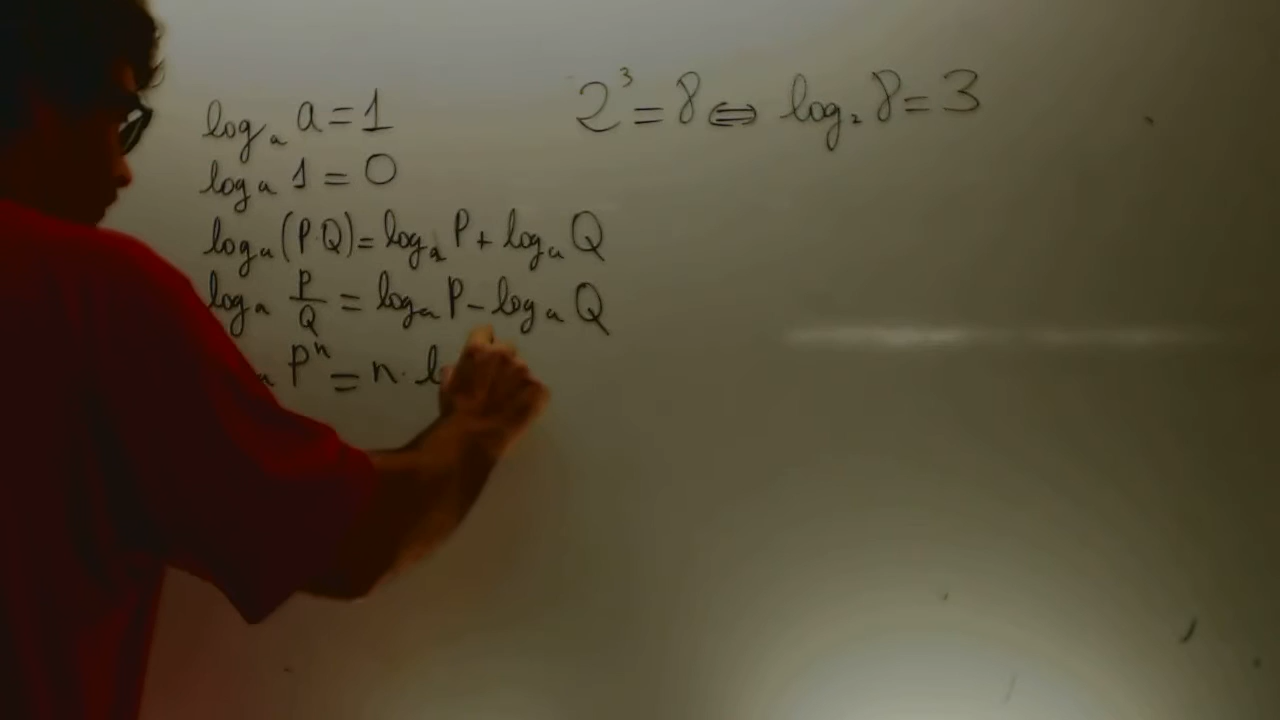 logₐ a = 1
2³ = 8 ⇔ log₂ 8 = 3
logₐ 1 = 0
logₐ (P·Q) = logₐ P + logₐ Q
logₐ P/Q = logₐ P - logₐ Q
ₐ Pⁿ = n · l